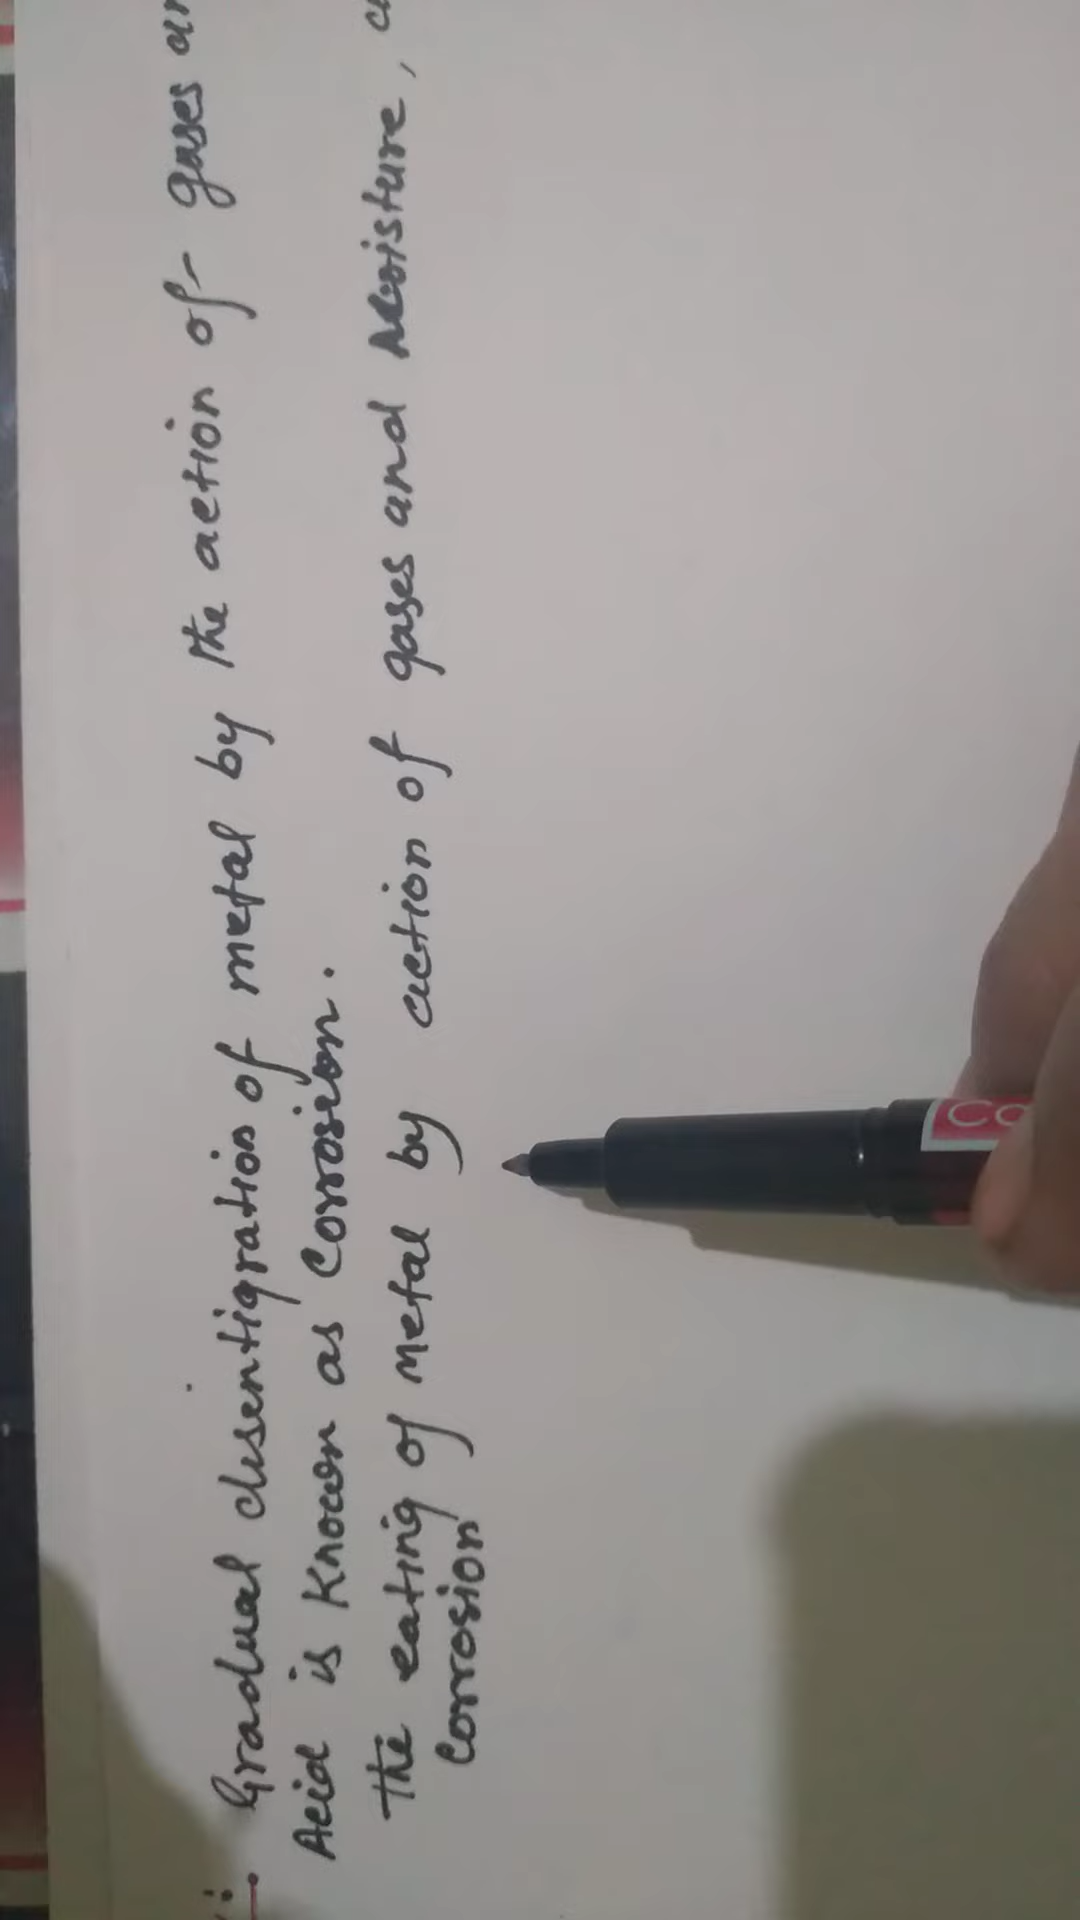 Gradual disentigration of metal by the action of gases
Acid is Known as Corrosion.
The eating of metal by action of gases and Moisture,
Corrosion
Co